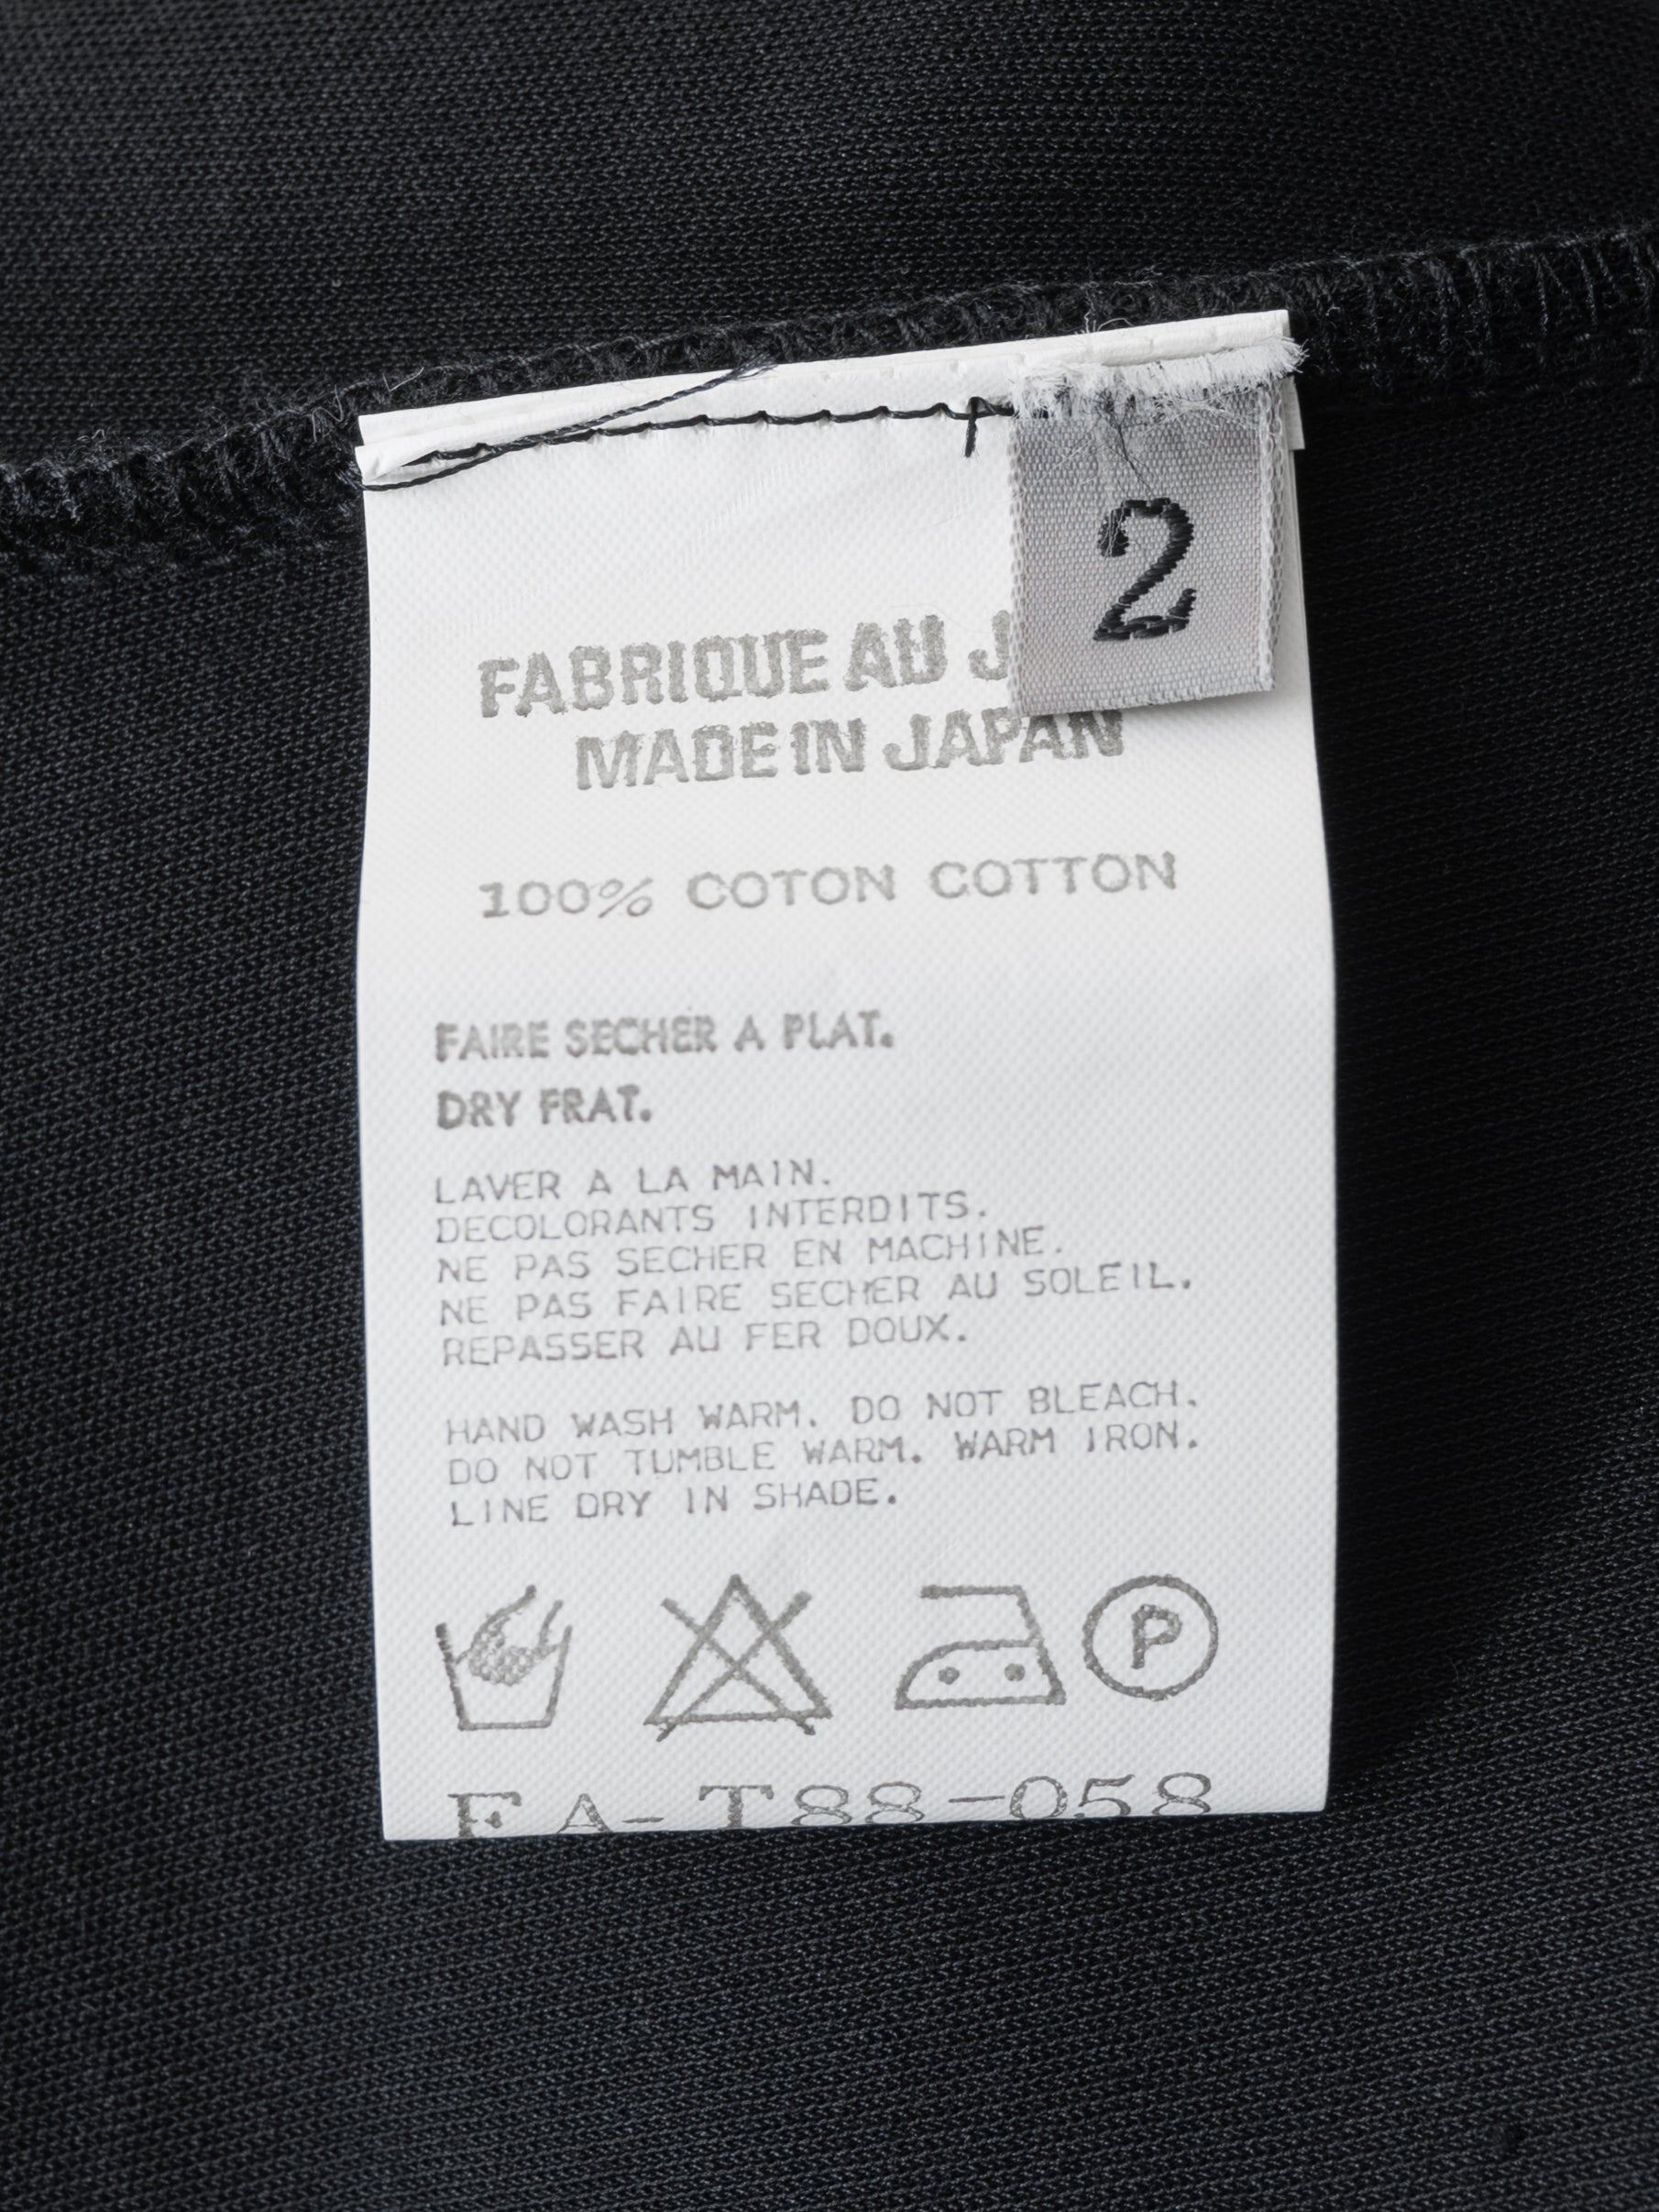 2
FABRIQUE AU J
MADE IN JAPAN
100% COTON COTTON
FAIRE SECHER A PLAT.
DRY FRAT.
LAVER A LA MAIN.
DECOLORANTS INTERDITS.
NE PAS SECHER EN MACHINE.
NE PAS FAIRE SECHER AU SOLEIL.
REPASSER AU FER DOUX.
HAND WASH WARM. DO NOT BLEACH.
DO NOT TUMBLE WARM. WARM IRON.
LINE DRY IN SHADE.
P
FA-T88-058